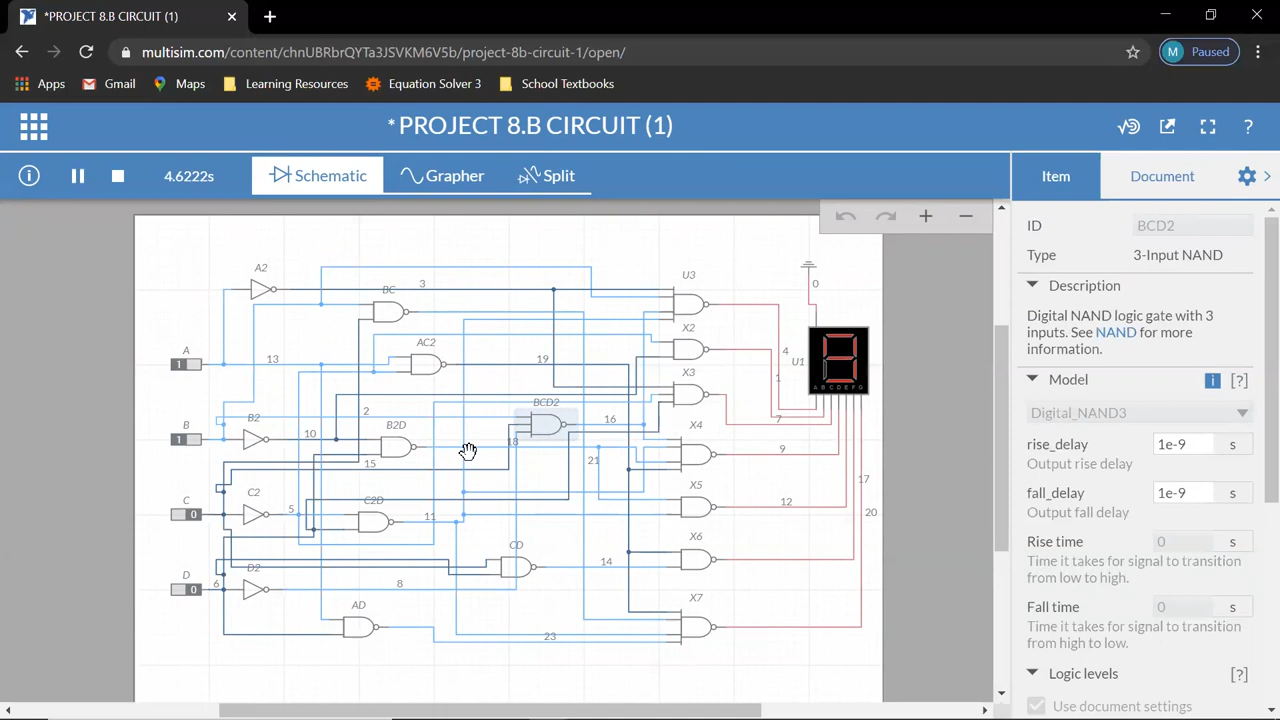 *PROJECT 8.B CIRCUIT (1)
multisim.com/content/chnUBRbrQYTa3JSVKM6V5b/project-8b-circuit-1/open/
M Paused
Apps Gmail Maps Learning Resources Equation Solver 3 School Textbooks
*PROJECT 8.B CIRCUIT (1)
?
4.6222s Schematic Grapher Split Item Document
ID BCD2
Type 3-Input NAND
Description
Digital NAND logic gate with 3
inputs. See NAND for more
information.
Model i [?]
Digital_NAND3
rise_delay 1e-9 s
Output rise delay
fall_delay 1e-9 s
Output fall delay
Rise time 0 s
Time it takes for signal to transition
from low to high.
Fall time 0 s
Time it takes for signal to transition
from high to low.
Logic levels [?]
Use document settings
A2
3
U3
0
BC
X2
A
1
13
AC2
19
4
U1
1
A B C D E F G
X3
2
BCD2
16
7
B
1
B2
10
B2D
18
X4
9
15
21
17
C
0
C2
5
C2D
11
X5
12
20
CD
X6
14
D
0
6
D2
8
AD
X7
23